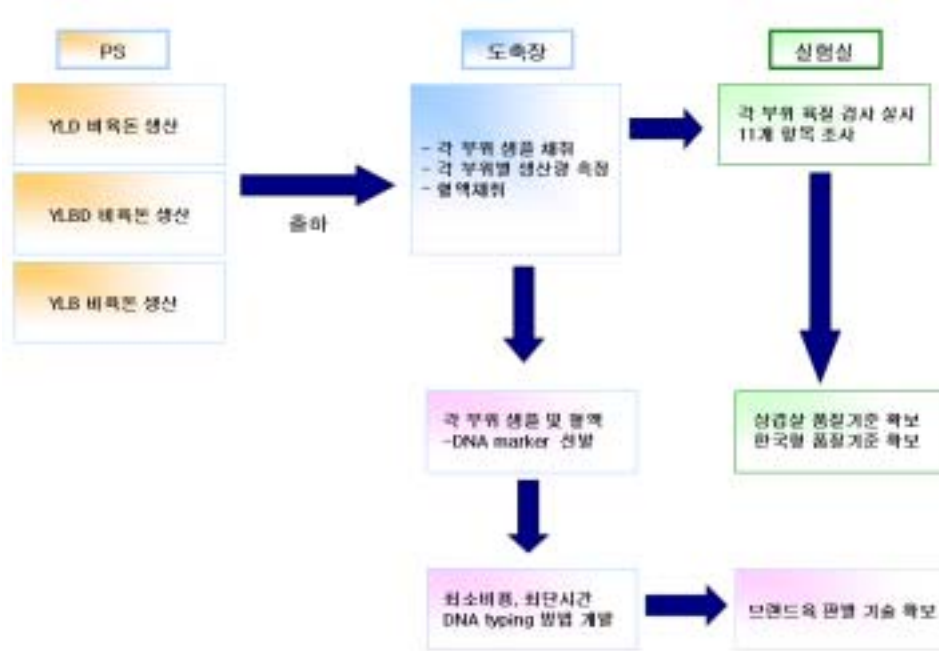 PS
도축장
실험실
YLD 비육돈 생산
YLBD 비육돈 생산
YLB 비육돈 생산
출하
- 각 부위 샘플 채취
- 각 부위별 생산량 측정
- 혈액채취
각 부위 육질 검사 실시
11개 항목 조사
각 부위 샘플 및 혈액
-DNA marker 선발
삼겹살 품질기준 확보
한국형 품질기준 확보
최소비용, 최단시간
DNA typing 방법 개발
브랜드육 판별 기술 확보